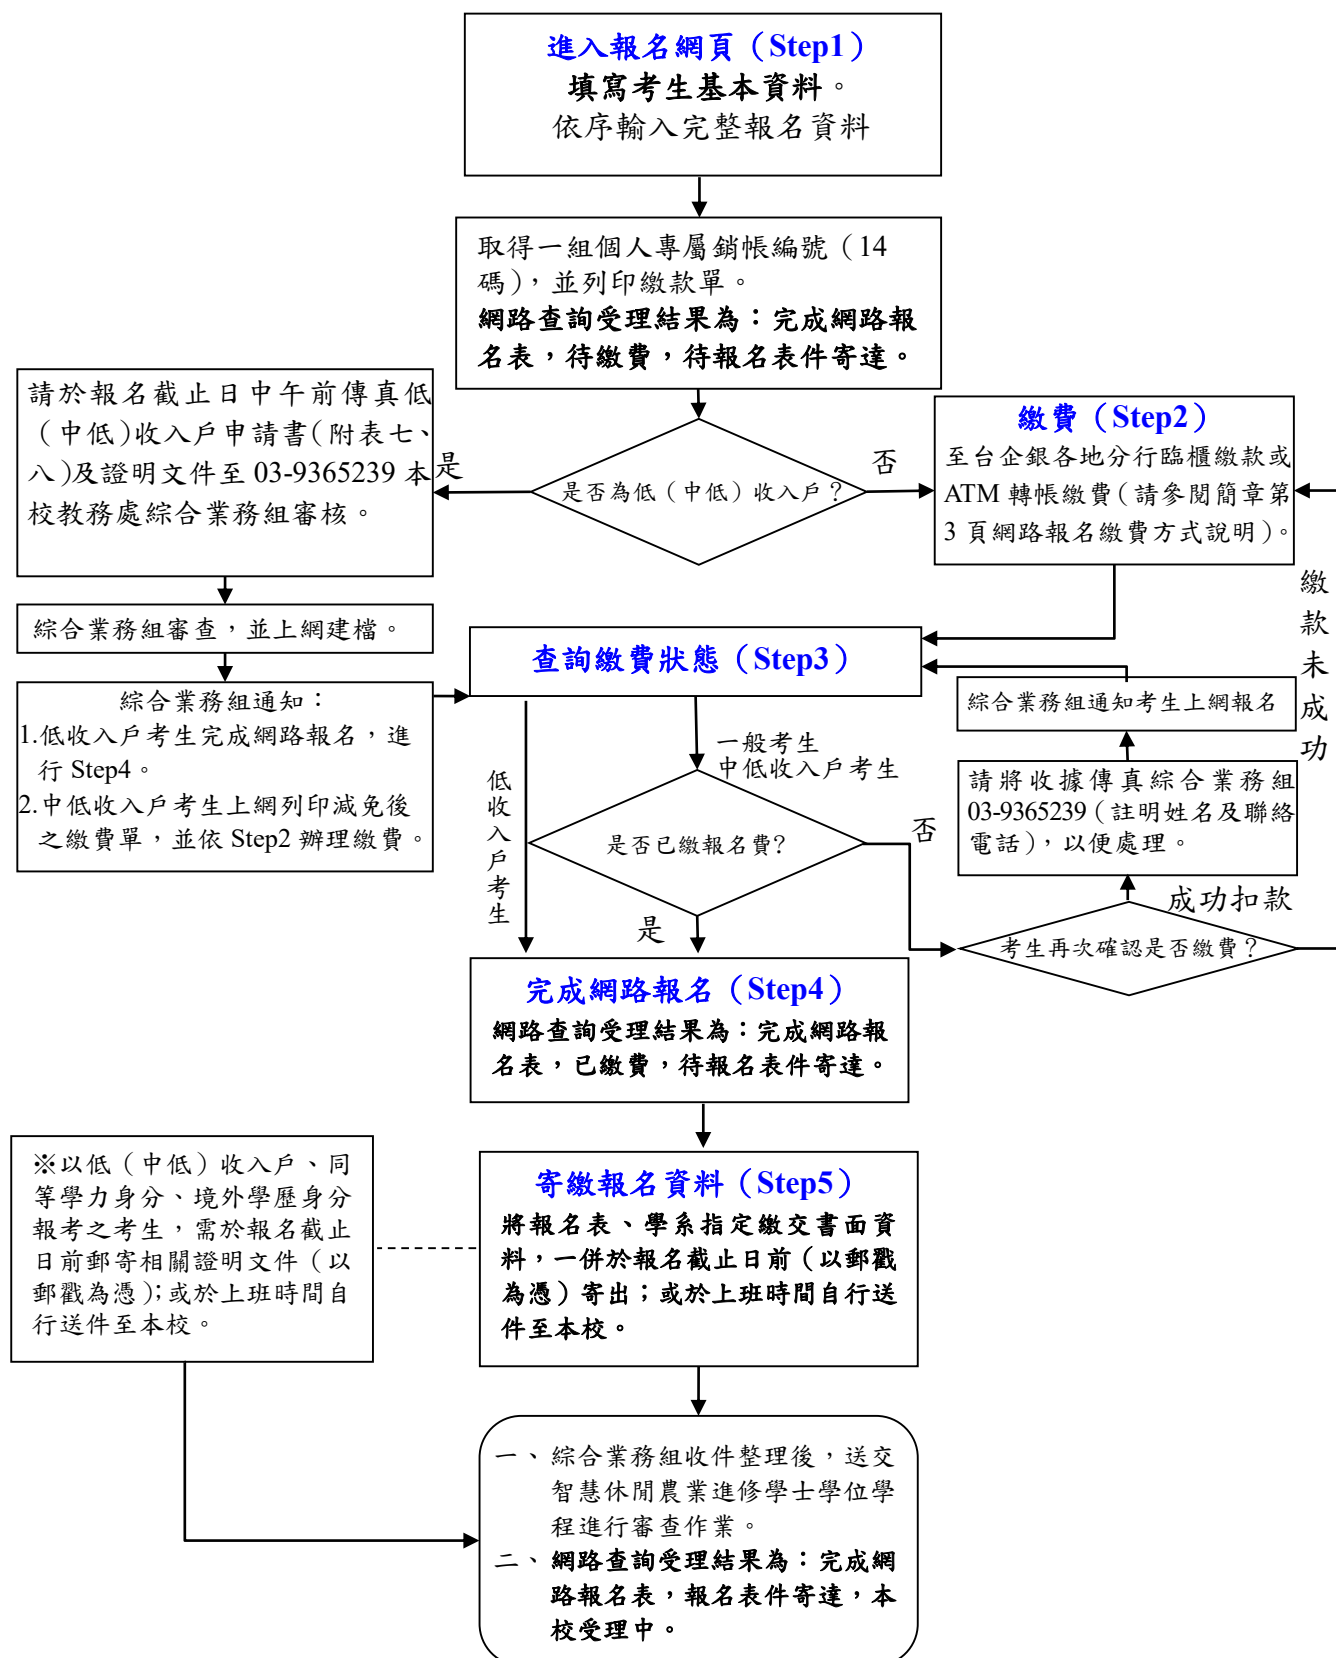 進入報名網頁（Step1）
填寫考生基本資料。
依序輸入完整報名資料
取得一組個人專屬銷帳編號（14
碼），並列印繳款單。
網路查詢受理結果為：完成網路報
名表，待繳費，待報名表件寄達。
是否為低（中低）收入戶？
是
否
請於報名截止日中午前傳真低
（中低）收入戶申請書（附表七、
八）及證明文件至 03-9365239 本
校教務處綜合業務組審核。
綜合業務組審查，並上網建檔。
綜合業務組通知：
1.低收入戶考生完成網路報名，進
行 Step4。
2.中低收入戶考生上網列印減免後
之繳費單，並依 Step2 辦理繳費。
繳費（Step2）
至台企銀各地分行臨櫃繳款或
ATM 轉帳繳費（請參閱簡章第
3 頁網路報名繳費方式說明）。
繳款未成功
查詢繳費狀態（Step3）
綜合業務組通知考生上網報名
一般考生
中低收入戶考生
低收入戶考生
是否已繳報名費？
否
是
請將收據傳真綜合業務組
03-9365239（註明姓名及聯絡
電話），以便處理。
成功扣款
考生再次確認是否繳費？
完成網路報名（Step4）
網路查詢受理結果為：完成網路報
名表，已繳費，待報名表件寄達。
※以低（中低）收入戶、同
等學力身分、境外學歷身分
報考之考生，需於報名截止
日前郵寄相關證明文件（以
郵戳為憑）；或於上班時間自
行送件至本校。
寄繳報名資料（Step5）
將報名表、學系指定繳交書面資
料，一併於報名截止日前（以郵戳
為憑）寄出；或於上班時間自行送
件至本校。
一、綜合業務組收件整理後，送交
智慧休閒農業進修學士學位學
程進行審查作業。
二、網路查詢受理結果為：完成網
路報名表，報名表件寄達，本
校受理中。